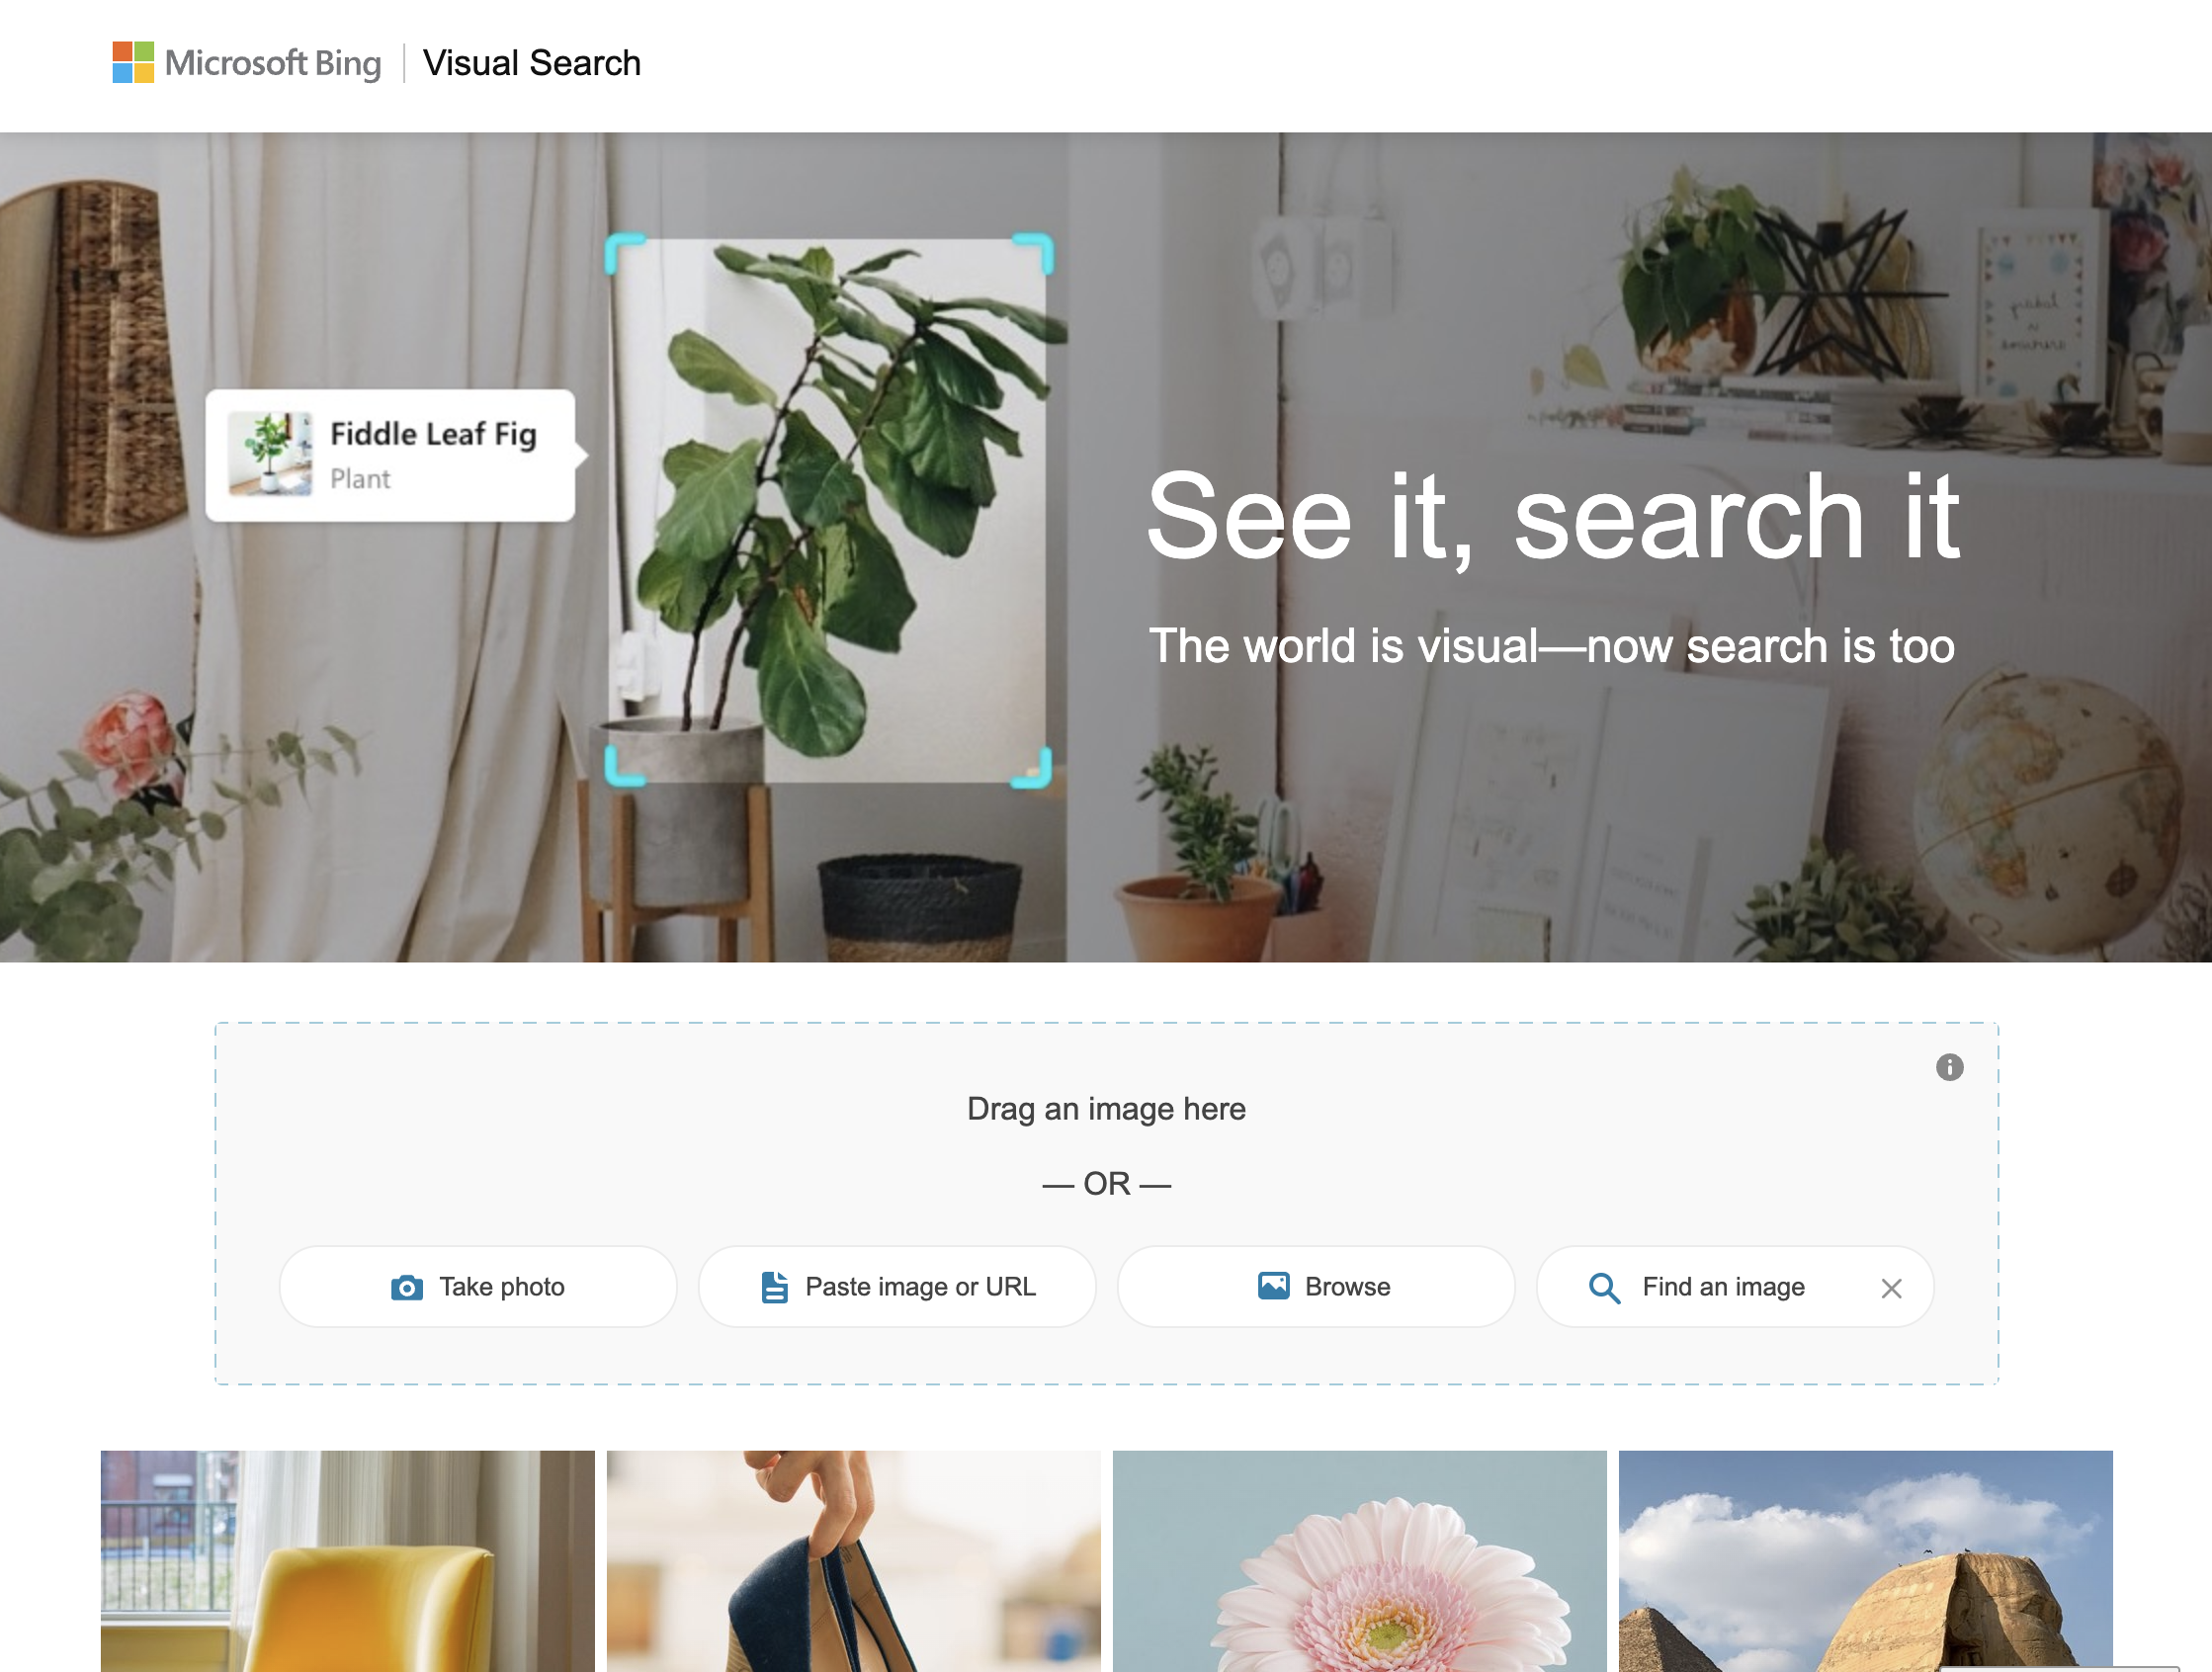 Microsoft Bing
Visual Search
Fiddle Leaf Fig
Plant
See it, search it
The world is visual—now search is too
Drag an image here
— OR —
Take photo
Paste image or URL
Browse
Find an image